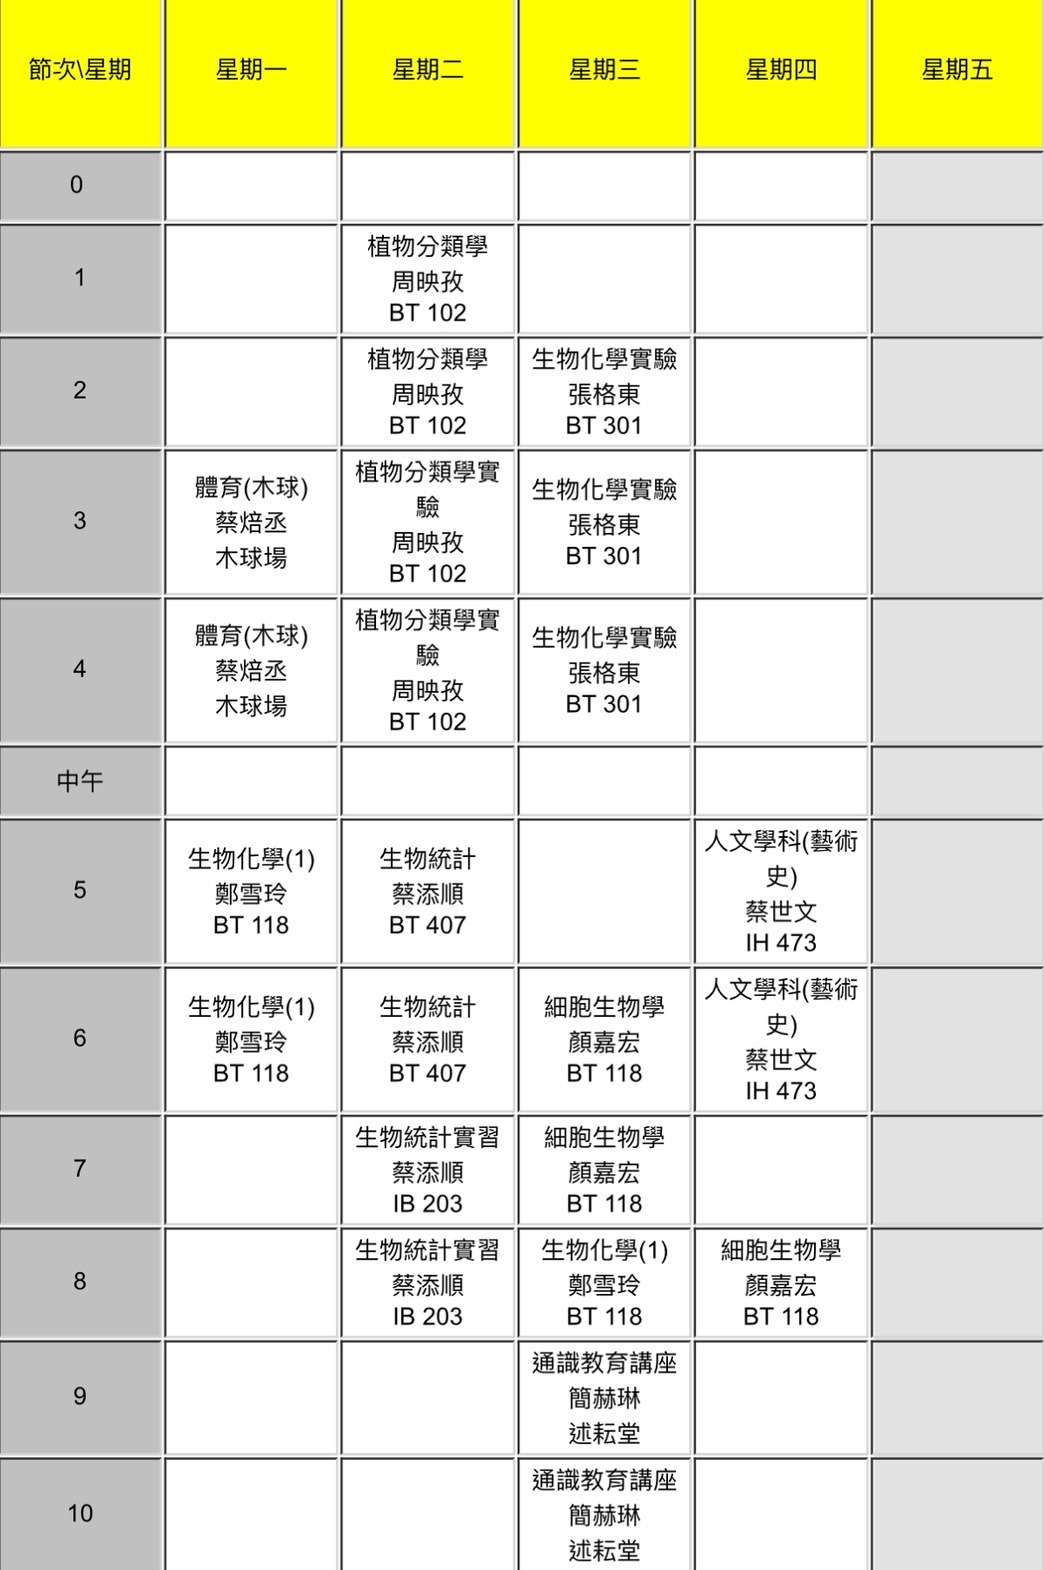 節次\星期 星期一 星期二 星期三 星期四 星期五
0
1
植物分類學
周映孜
BT 102
2
植物分類學
周映孜
BT 102
生物化學實驗
張格東
BT 301
3
體育(木球)
蔡焙丞
木球場
植物分類學實
驗
周映孜
BT 102
生物化學實驗
張格東
BT 301
4
體育(木球)
蔡焙丞
木球場
植物分類學實
驗
周映孜
BT 102
生物化學實驗
張格東
BT 301
中午
5
生物化學(1)
鄭雪玲
BT 118
生物統計
蔡添順
BT 407
人文學科(藝術
史)
蔡世文
IH 473
6
生物化學(1)
鄭雪玲
BT 118
生物統計
蔡添順
BT 407
細胞生物學
顏嘉宏
BT 118
人文學科(藝術
史)
蔡世文
IH 473
7
生物統計實習
蔡添順
IB 203
細胞生物學
顏嘉宏
BT 118
8
生物統計實習
蔡添順
IB 203
生物化學(1)
鄭雪玲
BT 118
細胞生物學
顏嘉宏
BT 118
9
通識教育講座
簡赫琳
述耘堂
10
通識教育講座
簡赫琳
述耘堂